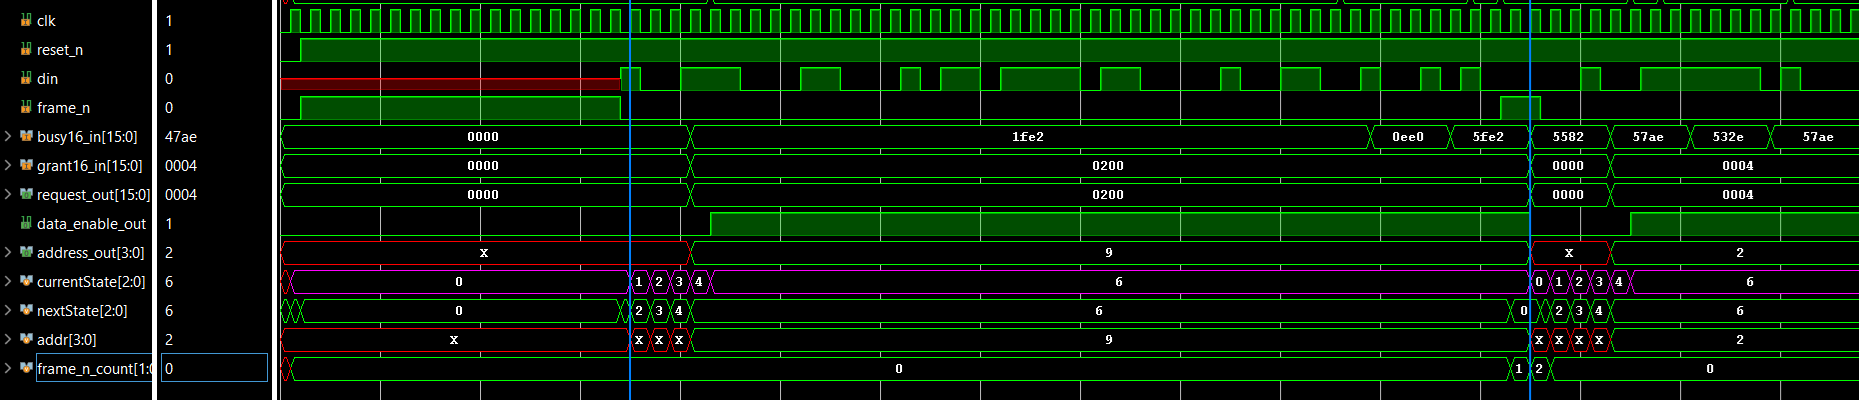 clk 1
reset_n 1
din 0
frame_n 0
busy16_in[15:0] 47ae 0000 1fe2 0ee0 5fe2 5582 57ae 532e 57ae
grant16_in[15:0] 0004 0000 0200 0000 0004
request_out[15:0] 0004 0000 0200 0000 0004
data_enable_out 1
address_out[3:0] 2 X 9 X 2
currentState[2:0] 6 0 1 2 3 4 6 0 1 2 3 4 6
nextState[2:0] 6 0 2 3 4 6 0 2 3 4 6
addr[3:0] 2 X X X X 9 X X X X 2
frame_n_count[1:0 0 0 1 2 0